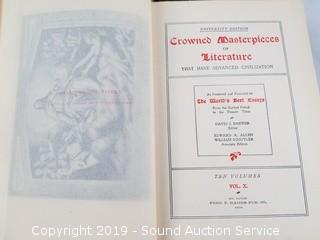 UNIVERSITY EDITION
Crowned Masterpieces
OF
Literature
THAT HAVE ADVANCED CIVILIZATION
As Preserved and Presented by
The World's Best Essays
From the Earliest Period
to the Present Time
DAVID J. BREWER
Editor
EDWARD A. ALLEN
WILLIAM SCHUYLER
Associate Editors
TEN VOLUMES
VOL. X.
ST. LOUIS
FERD. P. KAISER PUB. CO.
Copyright 2019 - Sound Auction Service